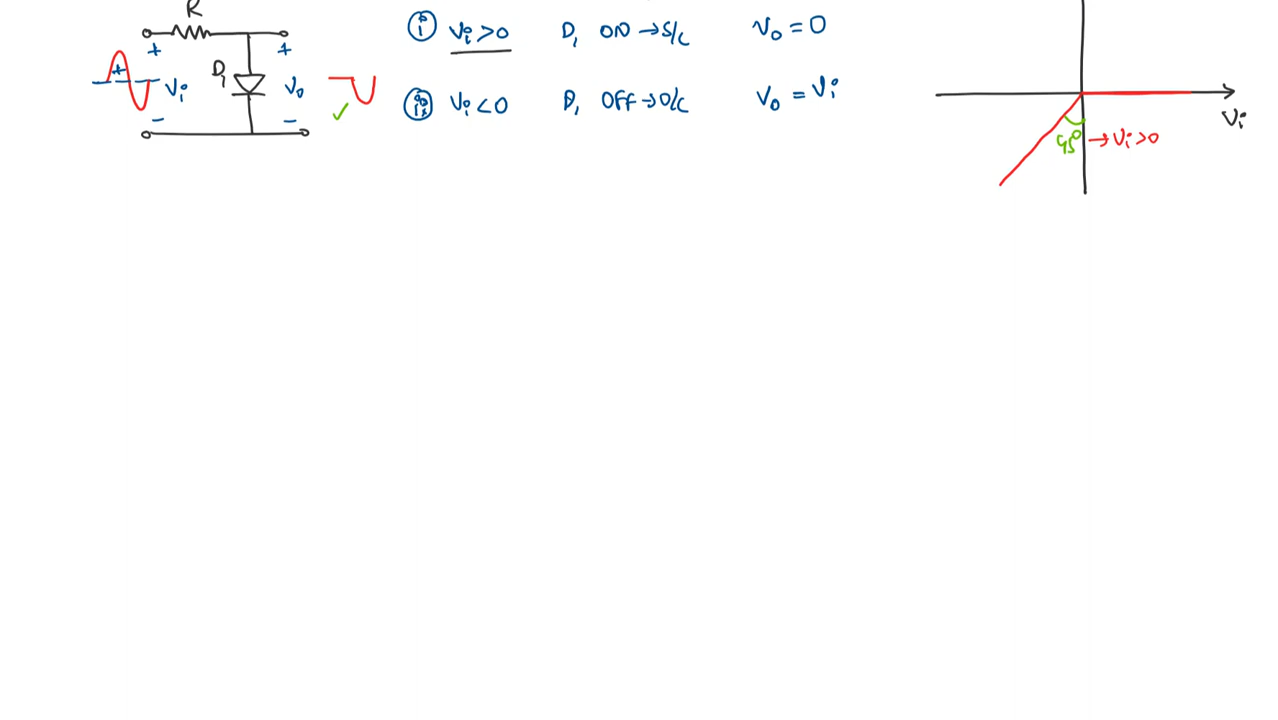 R
① Vi>0 D1 ON →S/C Vo = 0
+ +
+ Vi D1 Vo
ⓘⓘ Vi<0 D1 OFF→O/C Vo = Vi
- -
Vi
45° →Vi>0